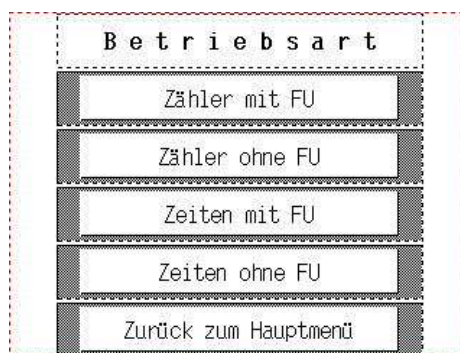 Betriebsart
Zähler mit FU
Zähler ohne FU
Zeiten mit FU
Zeiten ohne FU
Zurück zum Hauptmenü